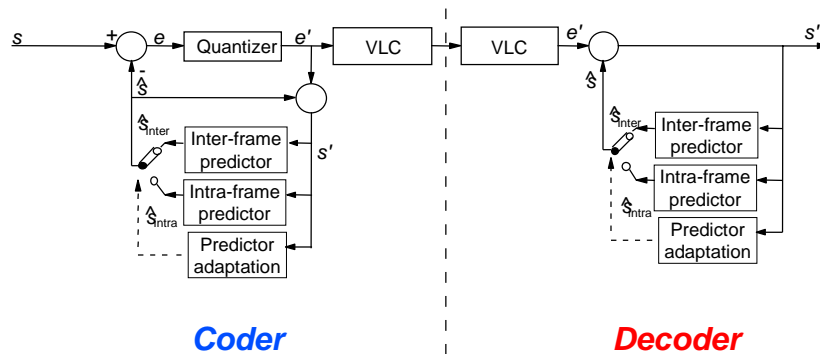 s
+
e
Quantizer
e'
VLC
VLC
e'
s'
-
ŝ
ŝ
ŝinter
Inter-frame
predictor
s'
ŝinter
Inter-frame
predictor
Intra-frame
predictor
ŝintra
Intra-frame
predictor
ŝintra
Predictor
adaptation
Predictor
adaptation
Coder
Decoder